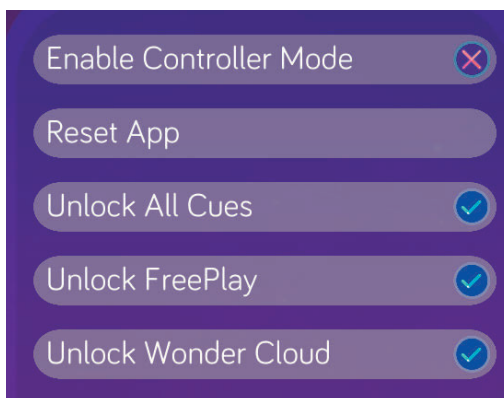 Enable Controller Mode
Reset App
Unlock All Cues
Unlock FreePlay
Unlock Wonder Cloud